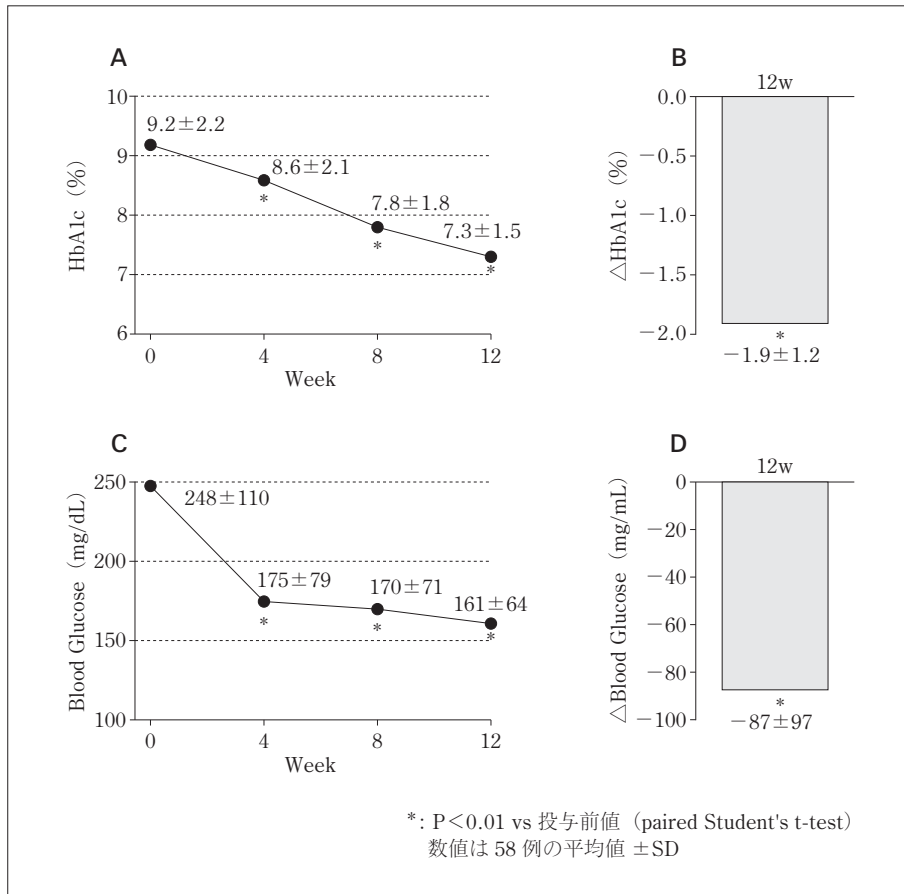 A
10
9
8
7
6
HbA1c (%)
9.2±2.2
8.6±2.1
*
7.8±1.8
*
7.3±1.5
*
0 4 8 12
Week
B
12w
0.0
−0.5
−1.0
−1.5
−2.0
△HbA1c (%)
*
−1.9±1.2
C
250
200
150
100
Blood Glucose (mg/dL)
248±110
175±79
*
170±71
*
161±64
*
0 4 8 12
Week
D
12w
0
−20
−40
−60
−80
−100
△Blood Glucose (mg/mL)
*
−87±97
*: P<0.01 vs 投与前値 (paired Student's t-test)
数値は 58 例の平均値 ±SD